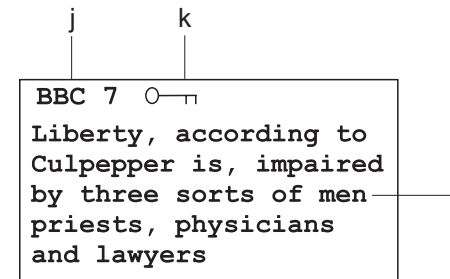 j k
BBC 7
Liberty, according to
Culpepper is, impaired
by three sorts of men
priests, physicians
and lawyers